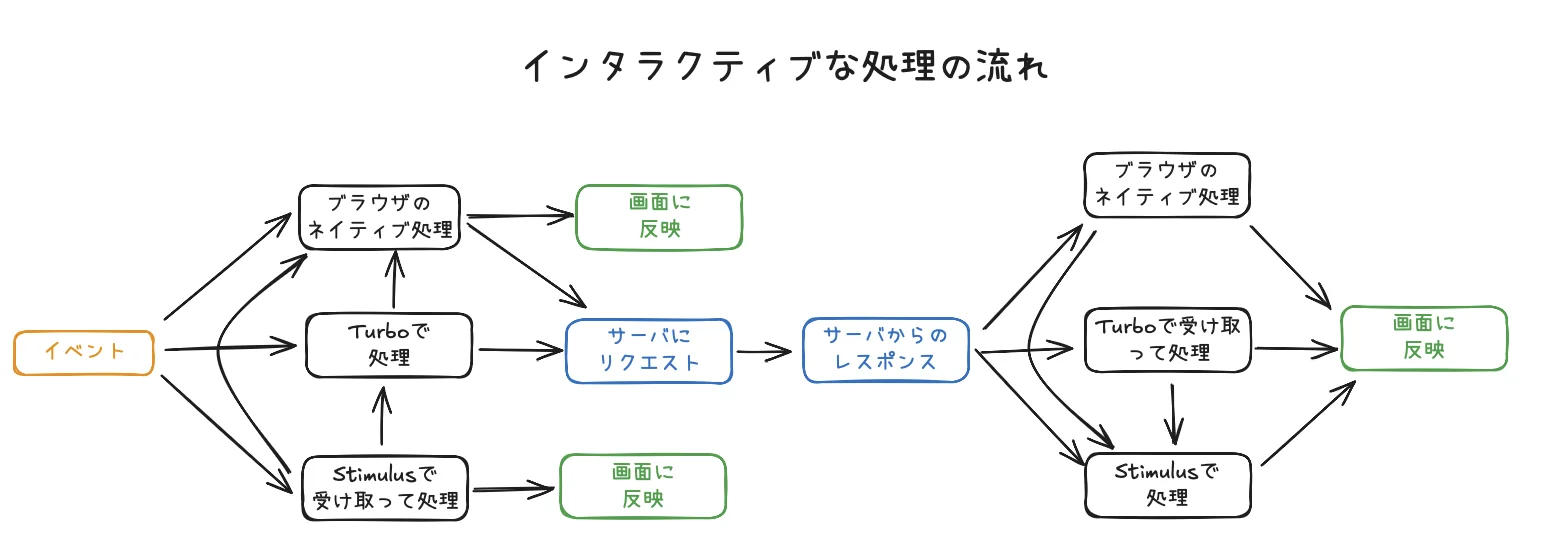 インタラクティブな処理の流れ
イベント
ブラウザの
ネイティブ処理
画面に
反映
Turboで
処理
サーバに
リクエスト
Stimulusで
受け取って処理
画面に
反映
サーバからの
レスポンス
ブラウザの
ネイティブ処理
Turboで受け取
って処理
Stimulusで
処理
画面に
反映